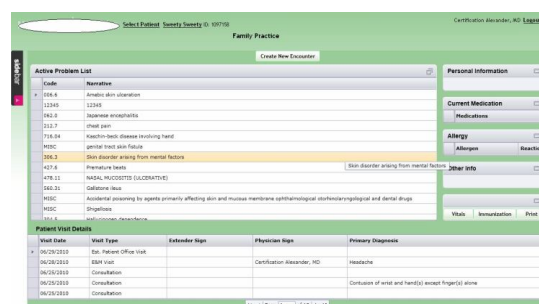 Select Patient Sweety Sweety ID: 1097158
Certification Alexander, MD Logout
Family Practice
Create New Encounter
sidebar
Active Problem List
Code Narrative
006.6 Amebic skin ulceration
12345 12345
062.0 Japanese encephalitis
212.7 chest pain
716.04 Kaschin-beck disease involving hand
MISC genital tract skin fistula
306.3 Skin disorder arising from mental factors
Skin disorder arising from mental factors
427.6 Premature beats
478.11 NASAL MUCOSITIS (ULCERATIVE)
560.31 Gallstone ileus
MISC Accidental poisoning by agents primarily affecting skin and mucous membrane ophthalmological otorhinolaryngological and dental drugs
MISC Shigellosis
304.5 Hallucinogen dependence
Personal Information
Current Medication
Medications
Allergy
Allergen Reaction
Other Info
Vitals Immunization Print
Patient Visit Details
Visit Date Visit Type Extender Sign Physician Sign Primary Diagnosis
06/29/2010 Est. Patient Office Visit
06/28/2010 E&M Visit Certification Alexander, MD Headache
06/25/2010 Consultation
06/25/2010 Consultation Contusion of wrist and hand(s) except finger(s) alone
06/25/2010 Consultation